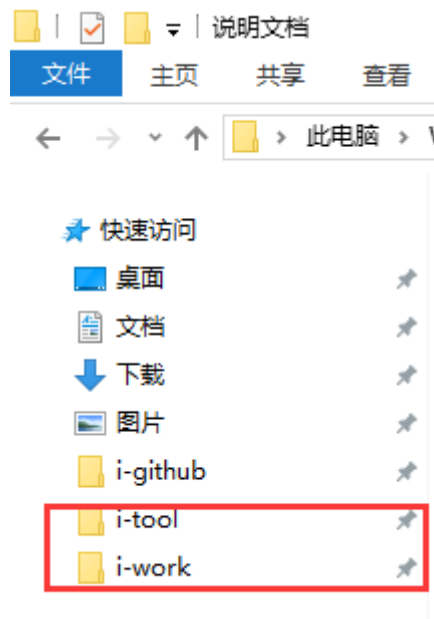 说明文档
文件 主页 共享 查看
此电脑
快速访问
桌面
文档
下载
图片
i-github
i-tool
i-work